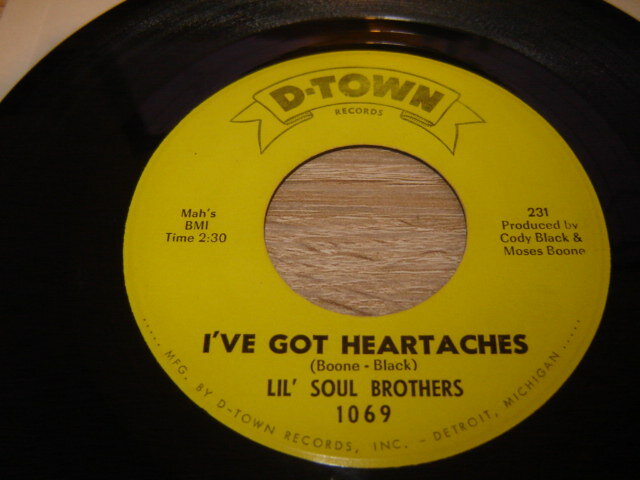 D-TOWN
RECORDS
Mah's
BMI
Time 2:30
231
Produced by
Cody Black &
Moses Boone
I'VE GOT HEARTACHES
(Boone - Black)
LIL' SOUL BROTHERS
1069
..... MFG. BY D-TOWN RECORDS, INC. – DETROIT, MICHIGAN .....